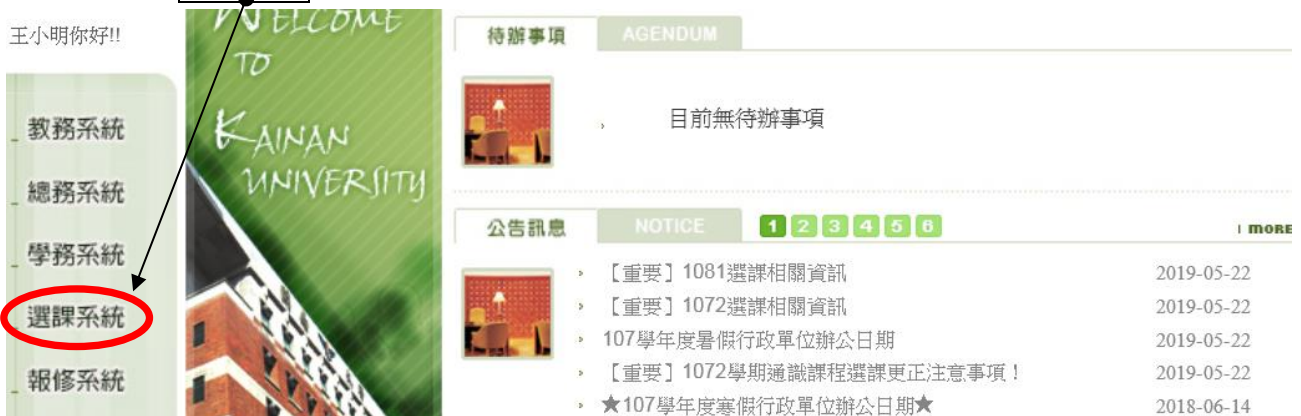 王小明你好!!
教務系統
總務系統
學務系統
選課系統
報修系統
WELCOME
TO
KAINAN
UNIVERSITY
待辦事項 AGENDUM
目前無待辦事項
公告訊息 NOTICE 1 2 3 4 5 6 MORE
【重要】1081選課相關資訊 2019-05-22
【重要】1072選課相關資訊 2019-05-22
107學年度暑假行政單位辦公日期 2019-05-22
【重要】1072學期通識課程選課更正注意事項！ 2019-05-22
★107學年度寒假行政單位辦公日期★ 2018-06-14